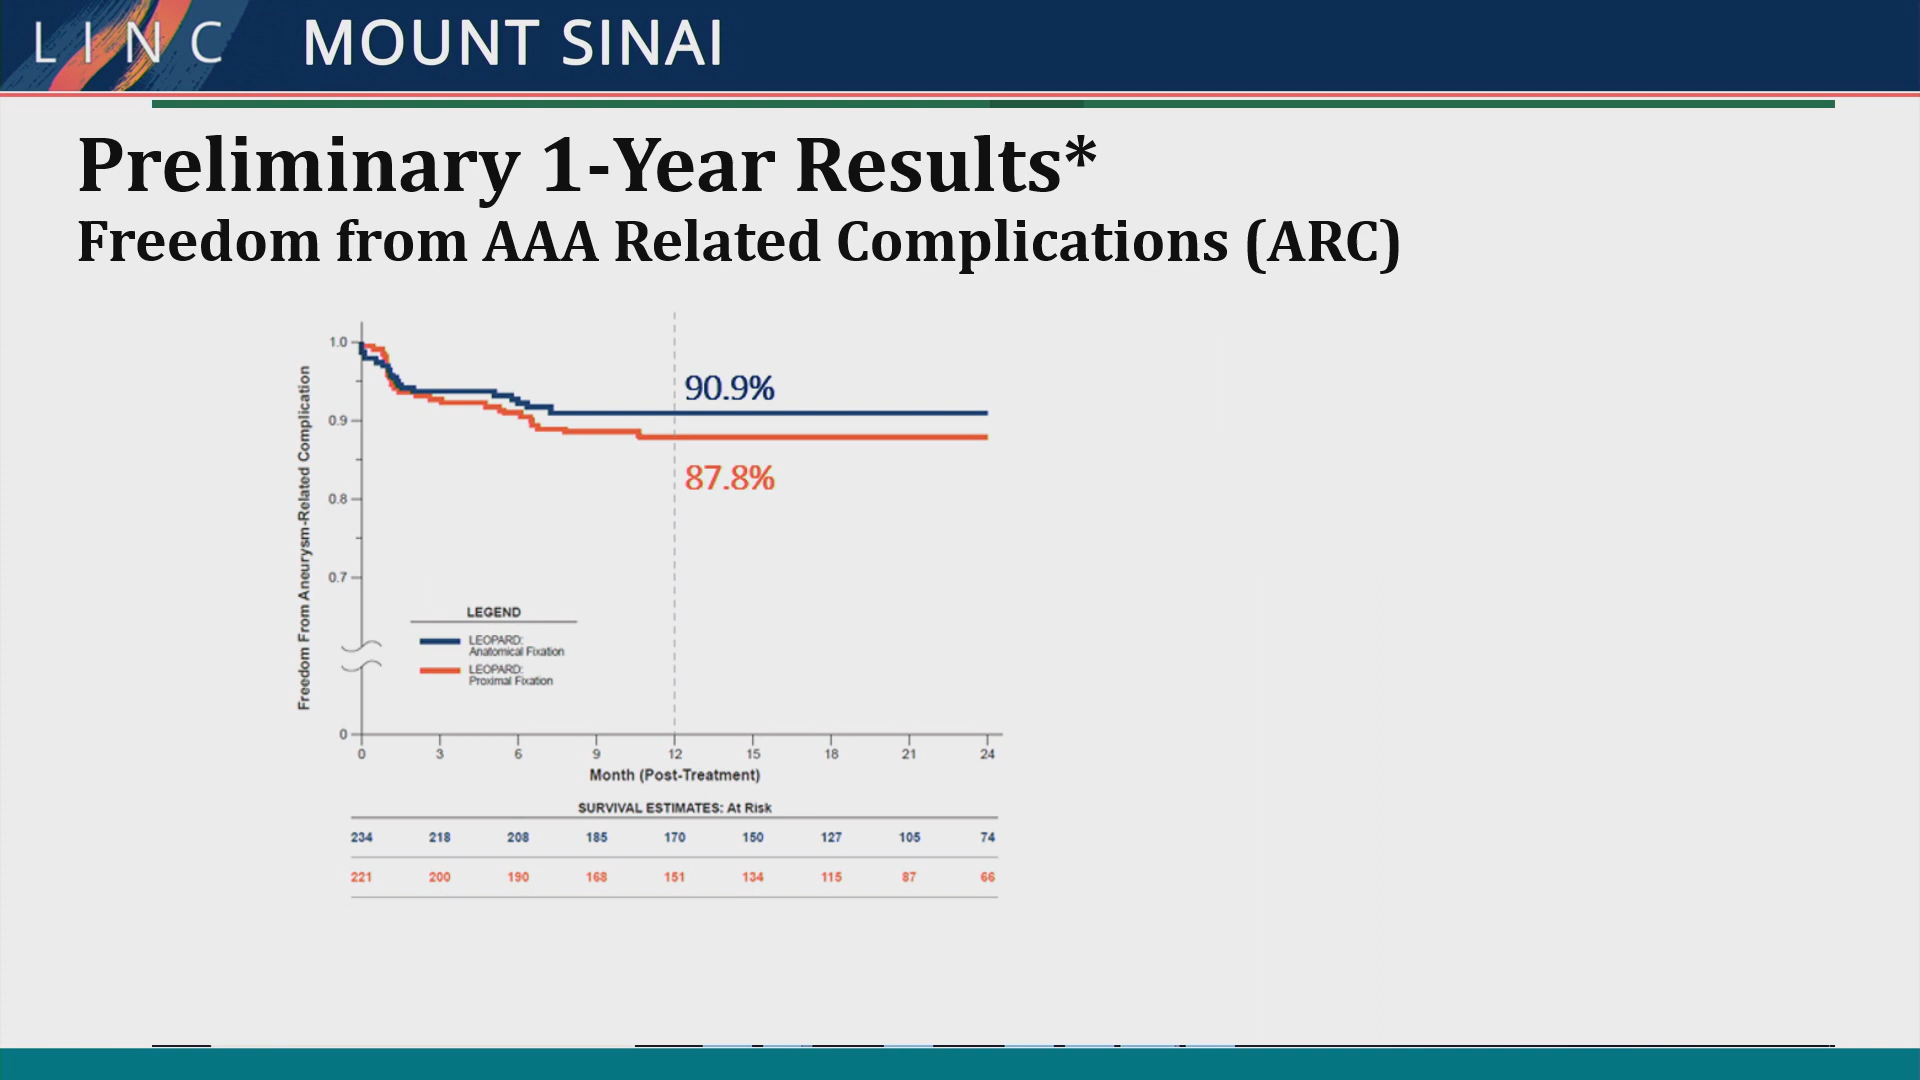 LINC MOUNT SINAI
Preliminary 1-Year Results*
Freedom from AAA Related Complications (ARC)
Freedom From Aneurysm-Related Complication
1.0
0.9
0.8
0.7
0
90.9%
87.8%
LEGEND
LEOPARD:
Anatomical Fixation
LEOPARD:
Proximal Fixation
0 3 6 9 12 15 18 21 24
Month (Post-Treatment)
SURVIVAL ESTIMATES: At Risk
234 218 208 185 170 150 127 105 74
221 200 190 168 151 134 115 87 66